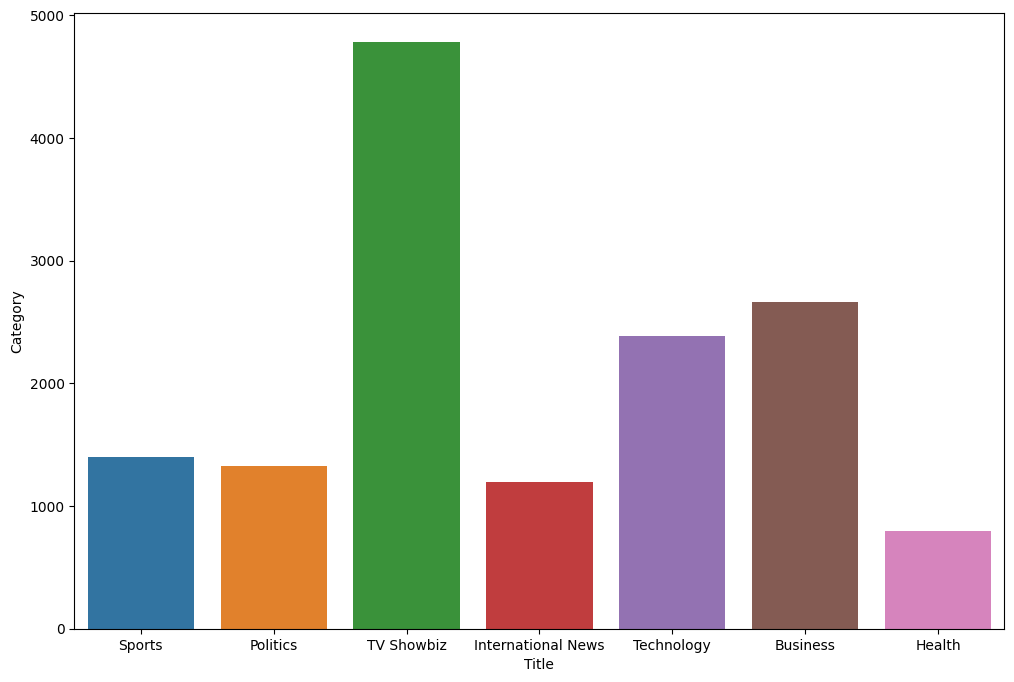 5000
4000
3000
2000
1000
0
Category
Sports Politics TV Showbiz International News Technology Business Health
Title